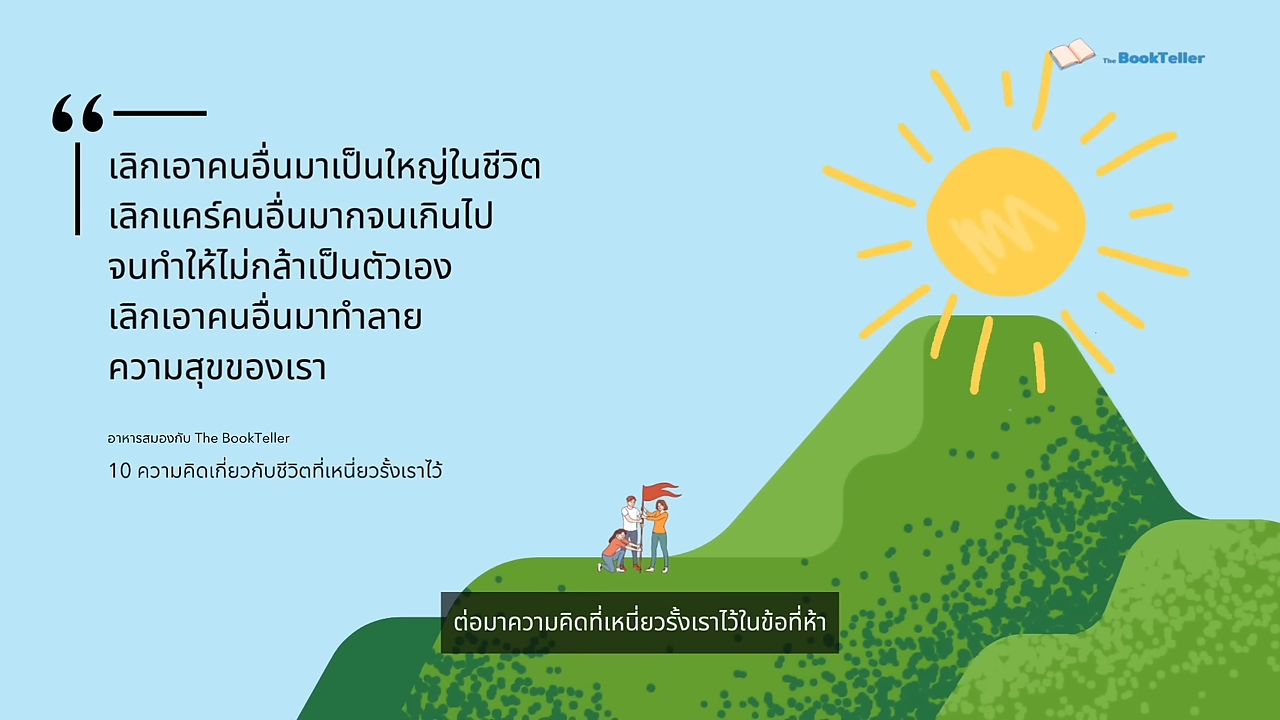 The BookTeller
“
เลิกเอาคนอื่นมาเป็นใหญ่ในชีวิต
เลิกแคร์คนอื่นมากจนเกินไป
จนทำให้ไม่กล้าเป็นตัวเอง
เลิกเอาคนอื่นมาทำลาย
ความสุขของเรา
อาหารสมองกับ The BookTeller
10 ความคิดเกี่ยวกับชีวิตที่เหนี่ยวรั้งเราไว้
ต่อมาความคิดที่เหนี่ยวรั้งเราไว้ในข้อที่ห้า